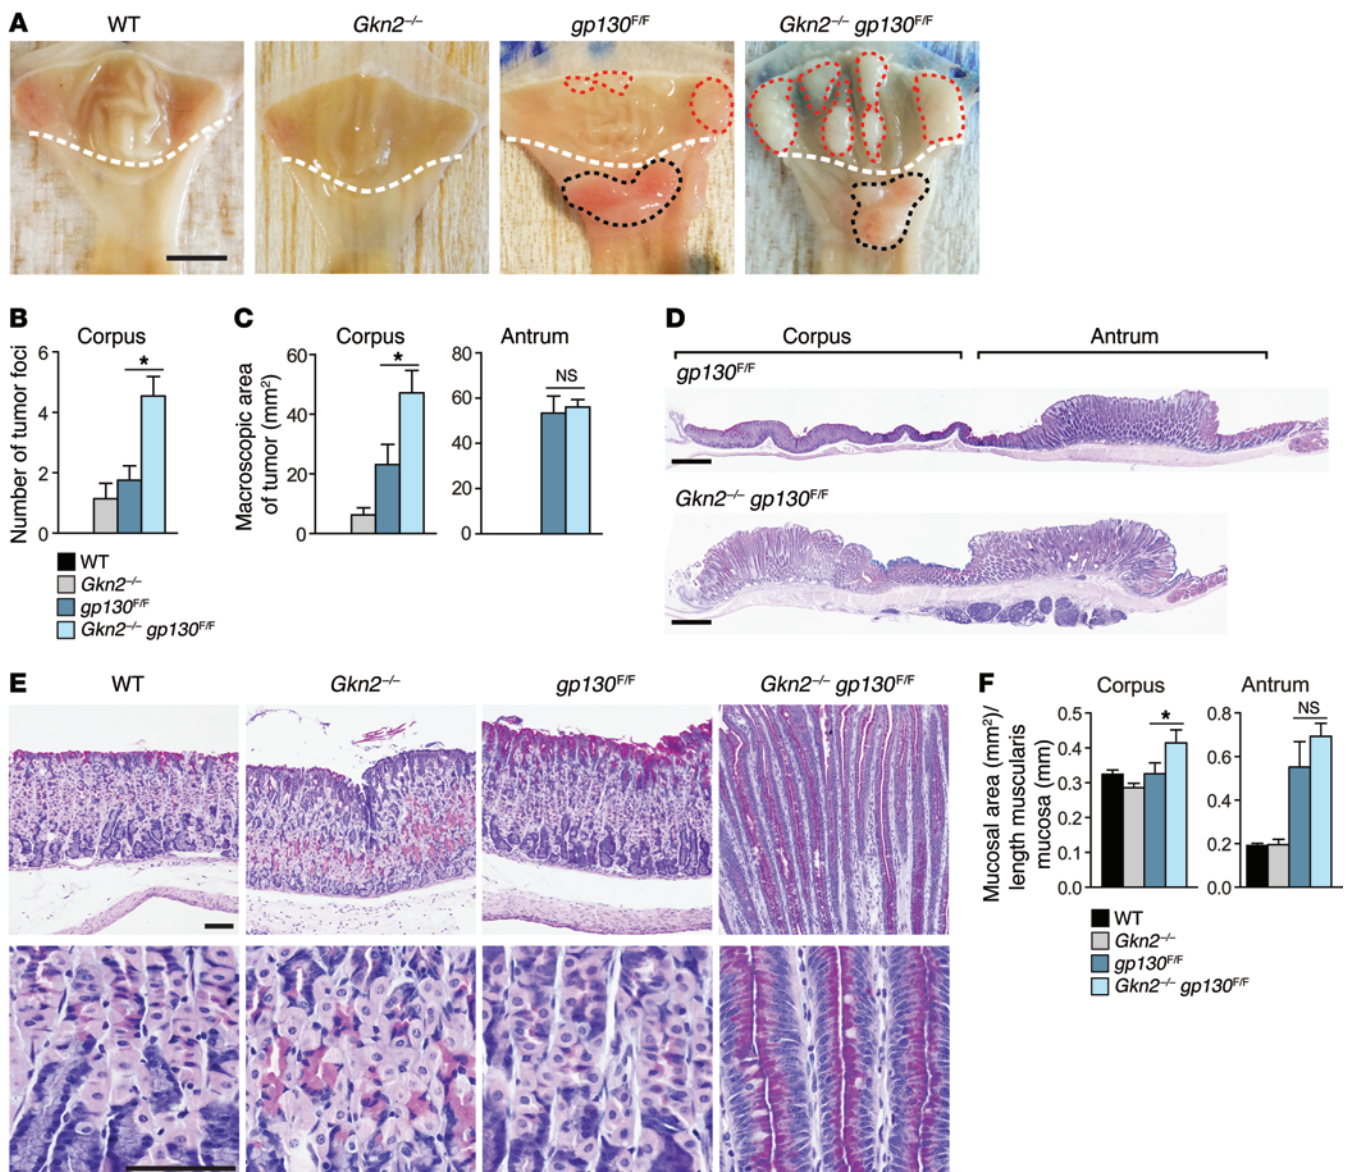 A
WT
Gkn2–/–
gp130F/F
Gkn2–/– gp130F/F
B
Corpus
Number of tumor foci
6
4
2
0
*
WT
Gkn2–/–
gp130F/F
Gkn2–/– gp130F/F
C
Corpus
Antrum
Macroscopic area
of tumor (mm²)
60
40
20
0
*
80
60
40
20
0
NS
D
Corpus
Antrum
gp130F/F
Gkn2–/– gp130F/F
E
WT
Gkn2–/–
gp130F/F
Gkn2–/– gp130F/F
F
Corpus
Antrum
Mucosal area (mm²)/
length muscularis
mucosa (mm)
0.5
0.4
0.3
0.2
0.1
0.0
*
0.8
0.6
0.4
0.2
0.0
NS
WT
Gkn2–/–
gp130F/F
Gkn2–/– gp130F/F